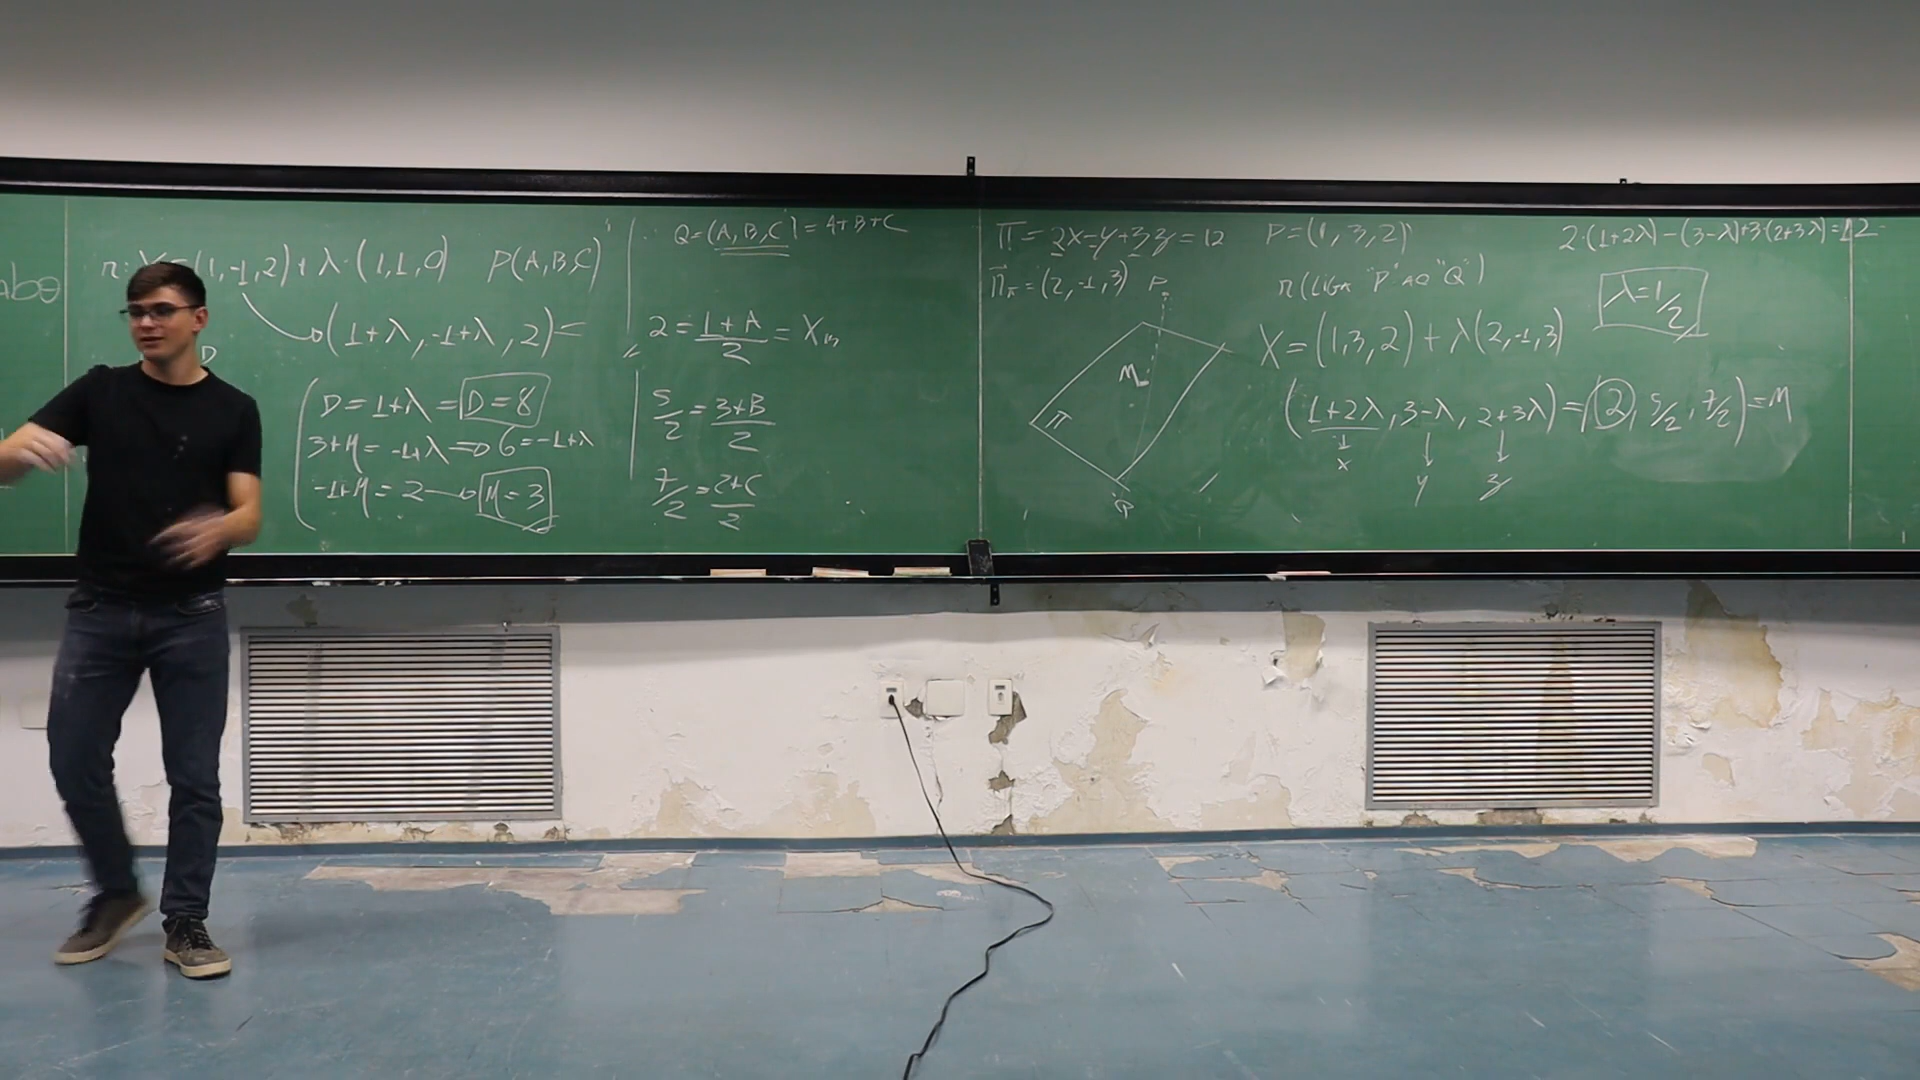 r: X=(1,-1,2)+λ·(1,1,0) P(A,B,C)
(1+λ,-1+λ,2)=
D
D=1+λ=D=8
3+M=-1+λ=>6=-1+λ
-1+M=2→M=3
Q=(A,B,C)=A+B+C
2=1+A/2=Xm
5/2=3+B/2
7/2=2+C/2
π=2x-y+3z=12 P=(1,3,2)
n⃗π=(2,-1,3) P
r(LIGA "P" AO "Q")
X=(1,3,2)+λ(2,-1,3)
M
π
Q
(1+2λ,3-λ,2+3λ)=(2,5/2,7/2)=M
x y z
2·(1+2λ)-(3-λ)+3·(2+3λ)=12
λ=1/2